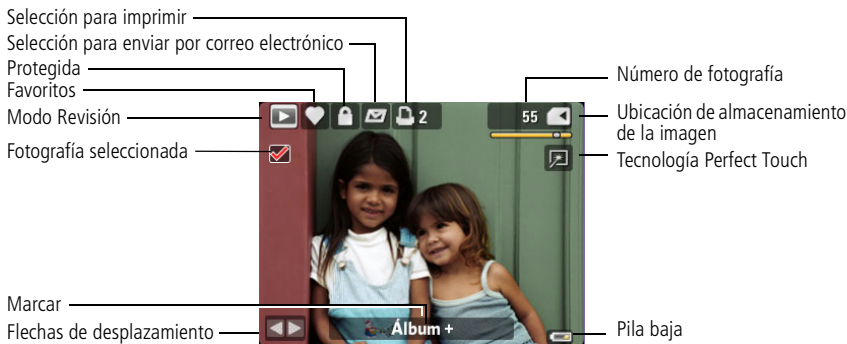 Selección para imprimir
Selección para enviar por correo electrónico
Protegida
Favoritos
Modo Revisión
Fotografía seleccionada
Marcar
Flechas de desplazamiento
2
55
Álbum +
Número de fotografía
Ubicación de almacenamiento
de la imagen
Tecnología Perfect Touch
Pila baja